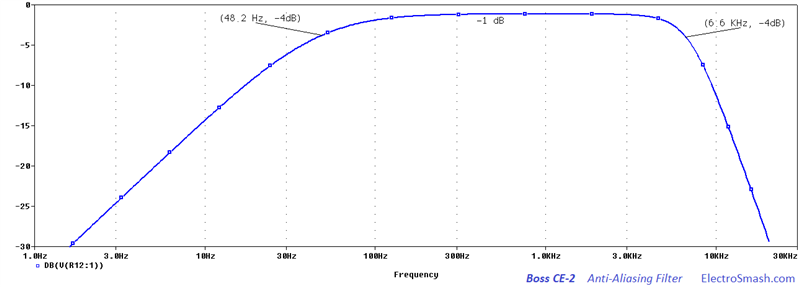 0
(48.2 Hz, -4dB)
-1 dB
(6.6 KHz, -4dB)
-5
-10
-15
-20
-25
-30
1.0Hz 3.0Hz 10Hz 30Hz 100Hz 300Hz 1.0KHz 3.0KHz 10KHz 30KHz
DB(V(R12:1))
Frequency
Boss CE-2 Anti-Aliasing Filter ElectroSmash.com